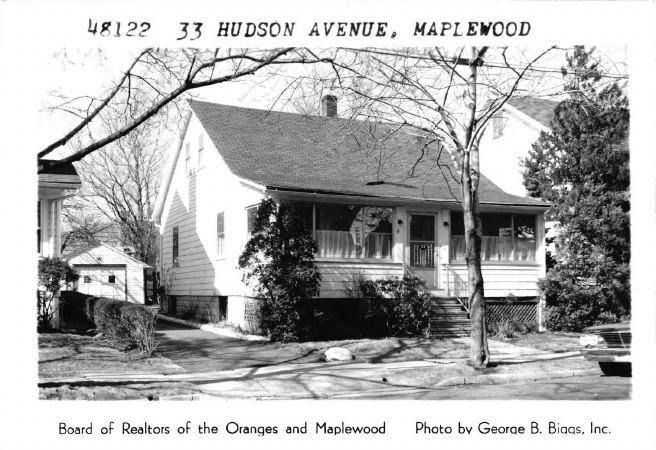 48122 33 HUDSON AVENUE, MAPLEWOOD
Board of Realtors of the Oranges and Maplewood Photo by George B. Biggs, Inc.